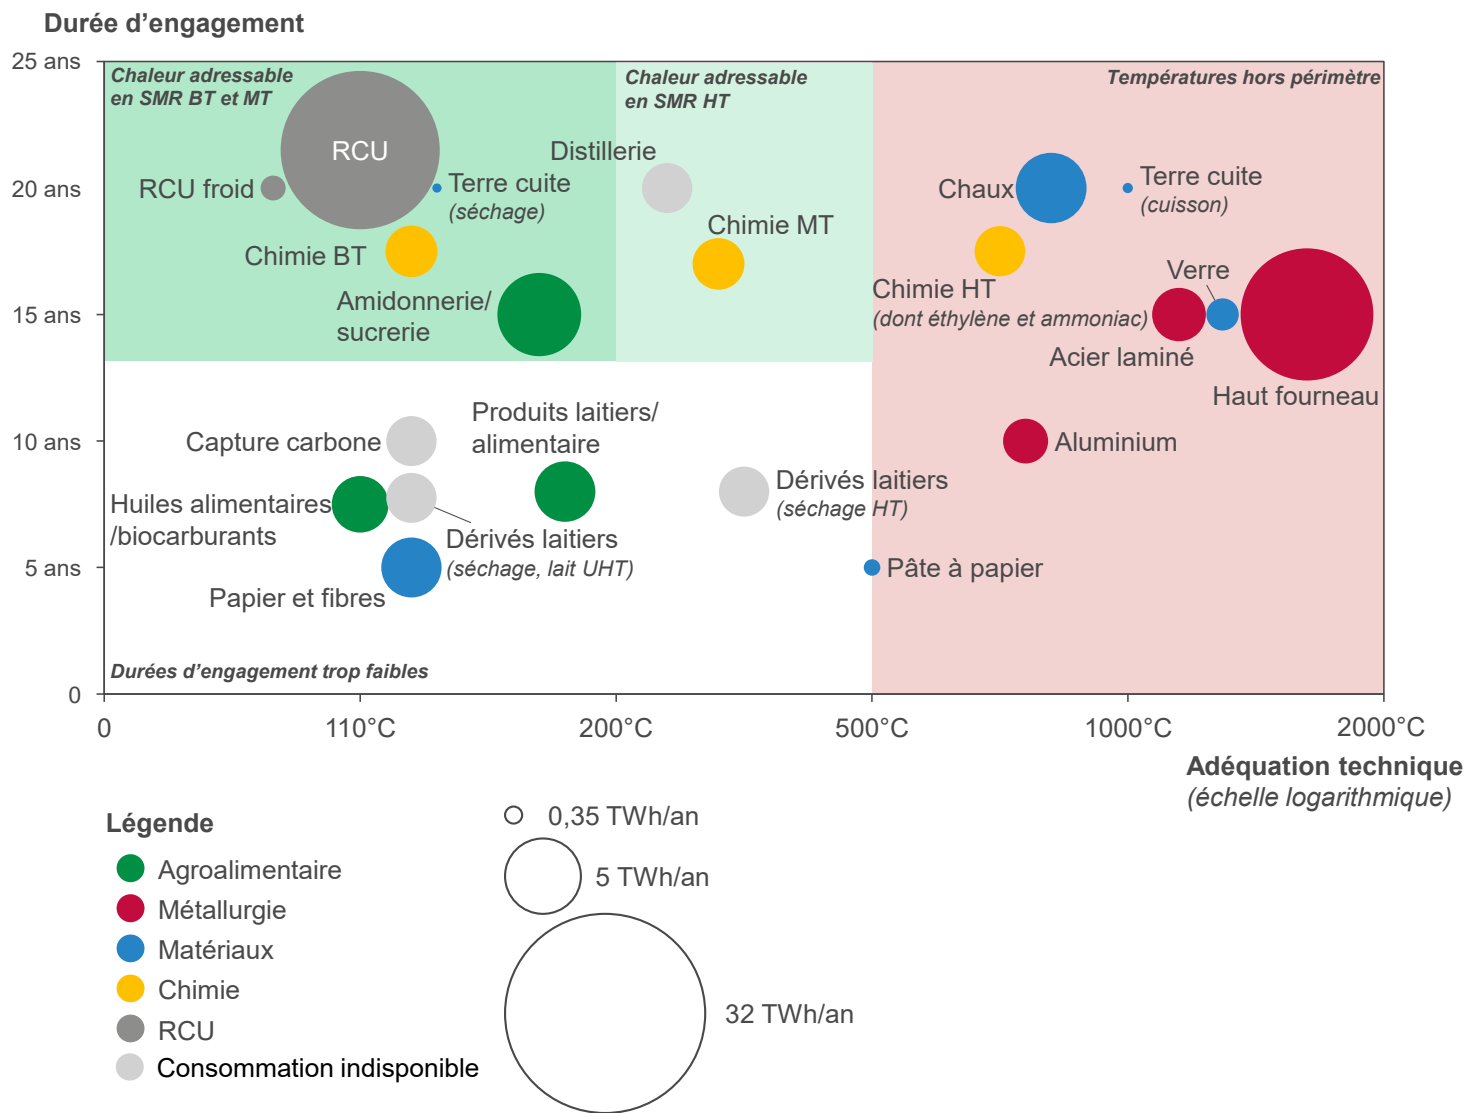 Durée d’engagement
25 ans
20 ans
15 ans
10 ans
5 ans
0
Chaleur adressable
en SMR BT et MT
Chaleur adressable
en SMR HT
Températures hors périmètre
RCU
RCU froid
Terre cuite
(séchage)
Distillerie
Chaux
Terre cuite
(cuisson)
Chimie BT
Chimie MT
Amidonnerie/
sucrerie
Chimie HT
(dont éthylène et ammoniac)
Verre
Acier laminé
Haut fourneau
Capture carbone
Produits laitiers/
alimentaire
Aluminium
Huiles alimentaires
/biocarburants
Dérivés laitiers
(séchage, lait UHT)
Dérivés laitiers
(séchage HT)
Papier et fibres
Pâte à papier
Durées d’engagement trop faibles
0
110°C
200°C
500°C
1000°C
2000°C
Adéquation technique
(échelle logarithmique)
Légende
Agroalimentaire
Métallurgie
Matériaux
Chimie
RCU
Consommation indisponible
0,35 TWh/an
5 TWh/an
32 TWh/an